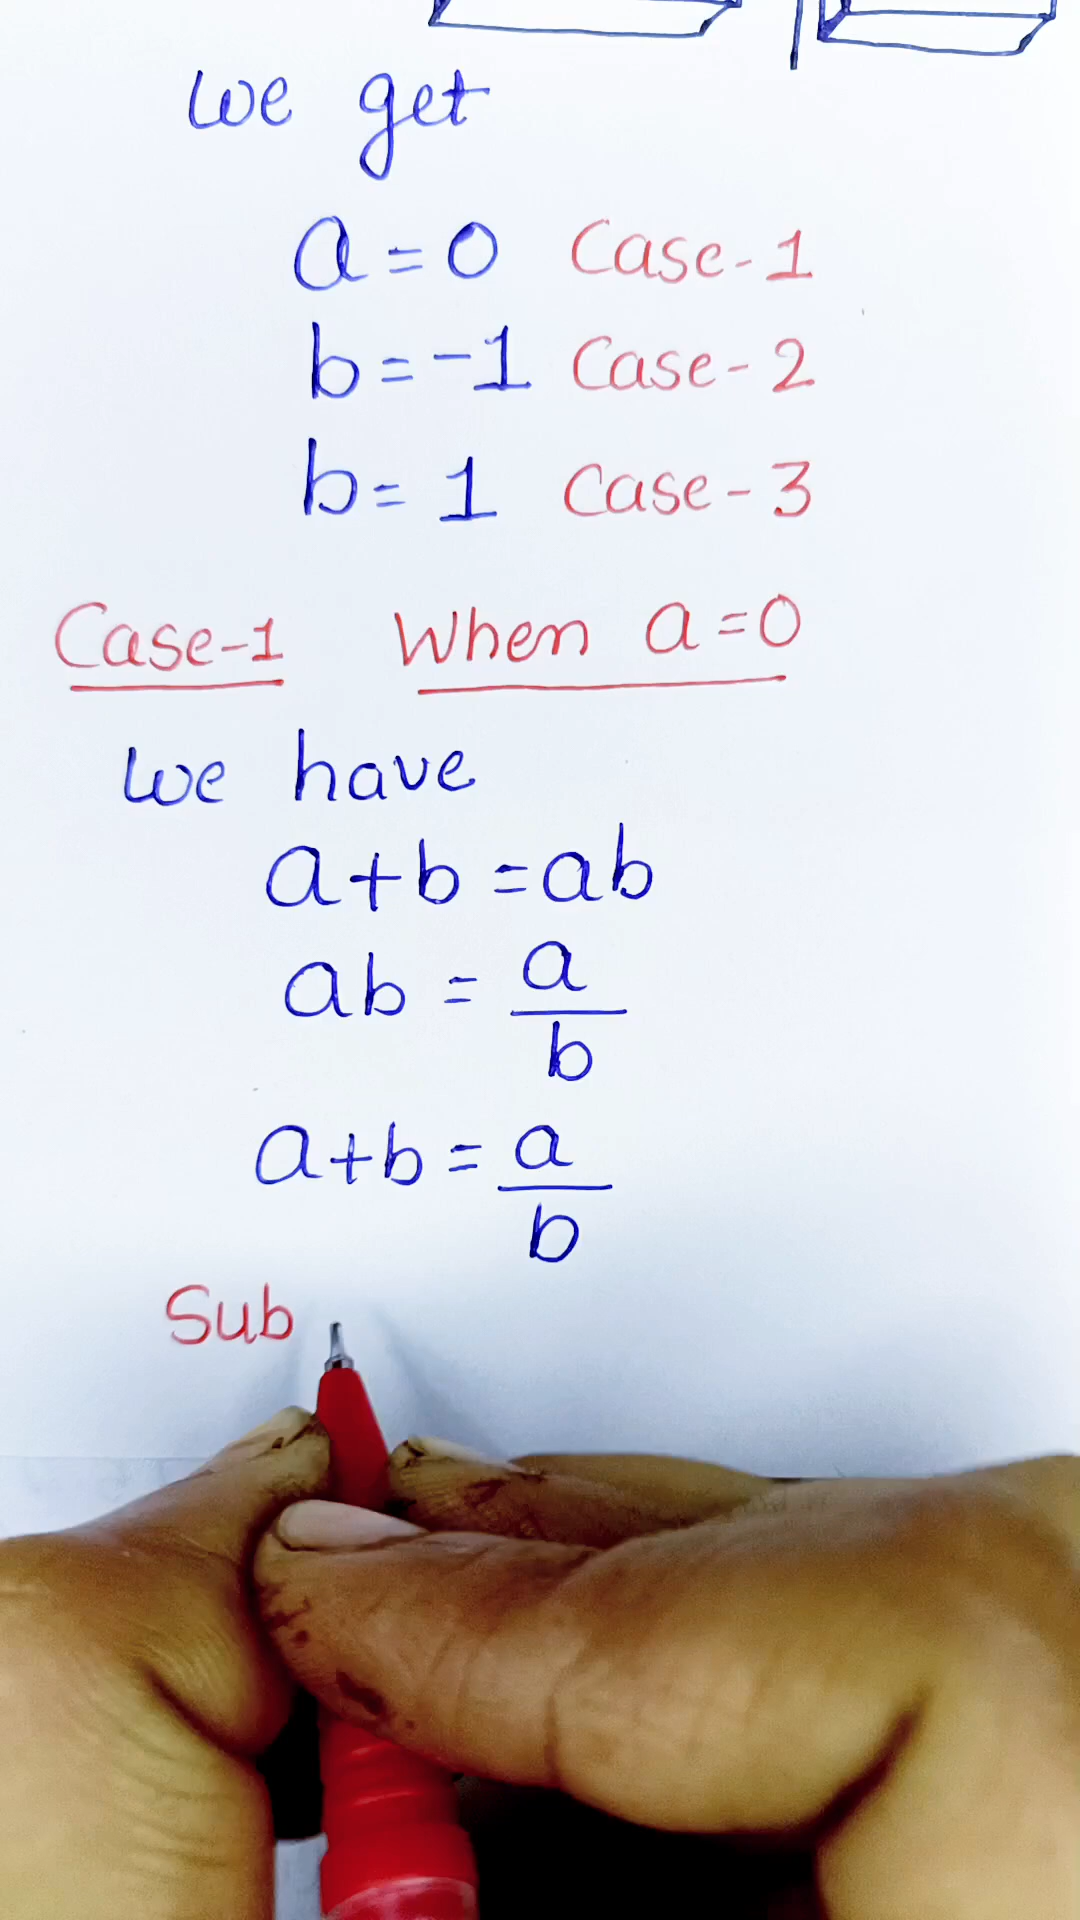 We get
a = 0 Case-1
b = -1 Case-2
b = 1 Case-3
Case-1 When a = 0
We have
a + b = ab
ab = a/b
a + b = a/b
Sub